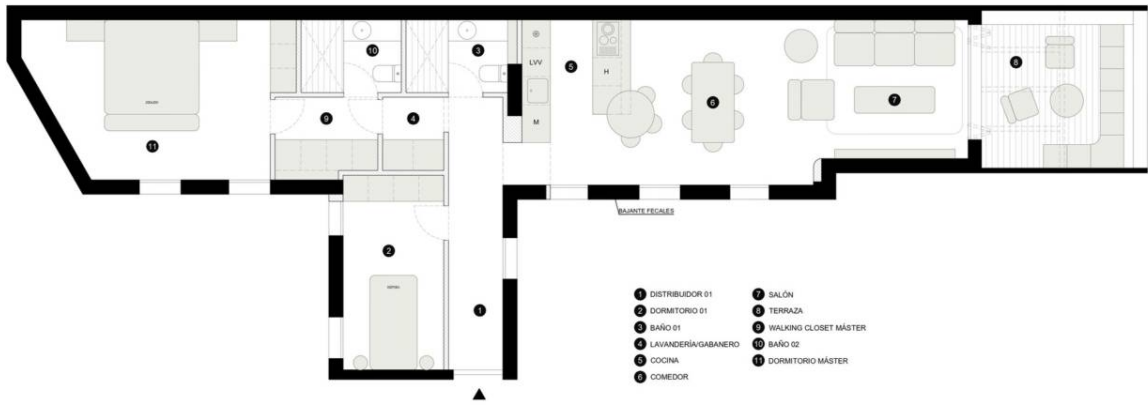 10
3
LVV
5
H
8
6
7
9
4
M
11
BAJANTE FECALES
2
1
1 DISTRIBUIDOR 01
2 DORMITORIO 01
3 BAÑO 01
4 LAVANDERÍA/GABANERO
5 COCINA
6 COMEDOR
7 SALÓN
8 TERRAZA
9 WALKING CLOSET MÁSTER
10 BAÑO 02
11 DORMITORIO MÁSTER